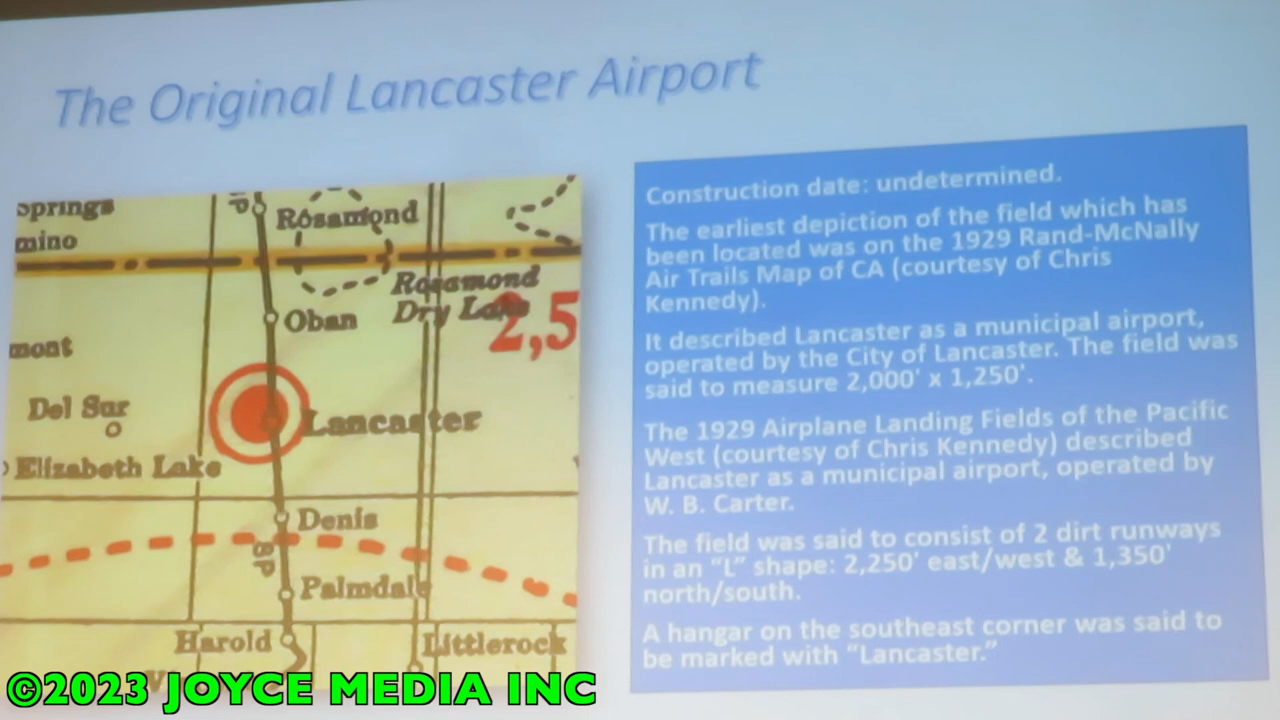 The Original Lancaster Airport
Springs
mino
Rosamond
Rosamond
Dry Lake
2,5
Oban
mont
Del Sur
Lancaster
Elizabeth Lake
Denis
SP
Palmdale
Harold
Littlerock
Construction date: undetermined.
The earliest depiction of the field which has
been located was on the 1929 Rand-McNally
Air Trails Map of CA (courtesy of Chris
Kennedy).
It described Lancaster as a municipal airport,
operated by the City of Lancaster. The field was
said to measure 2,000' x 1,250'.
The 1929 Airplane Landing Fields of the Pacific
West (courtesy of Chris Kennedy) described
Lancaster as a municipal airport, operated by
W. B. Carter.
The field was said to consist of 2 dirt runways
in an “L” shape: 2,250' east/west & 1,350'
north/south.
A hangar on the southeast corner was said to
be marked with “Lancaster.”
©2023 JOYCE MEDIA INC